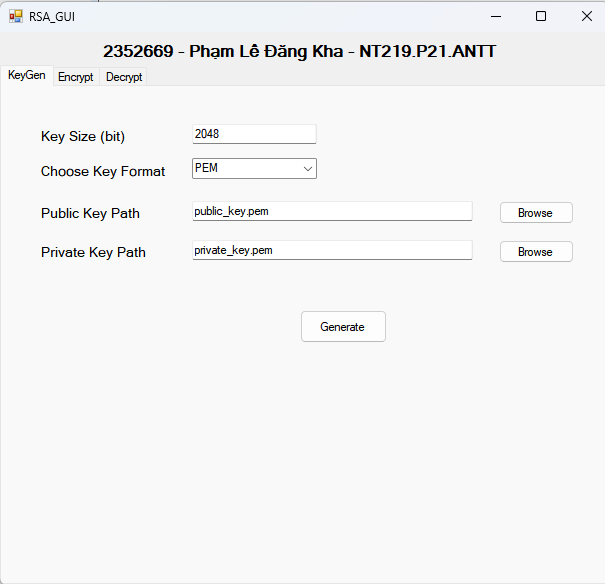 RSA_GUI
2352669 - Phạm Lê Đăng Kha - NT219.P21.ANTT
KeyGen Encrypt Decrypt
Key Size (bit) 2048
Choose Key Format PEM
Public Key Path public_key.pem Browse
Private Key Path private_key.pem Browse
Generate